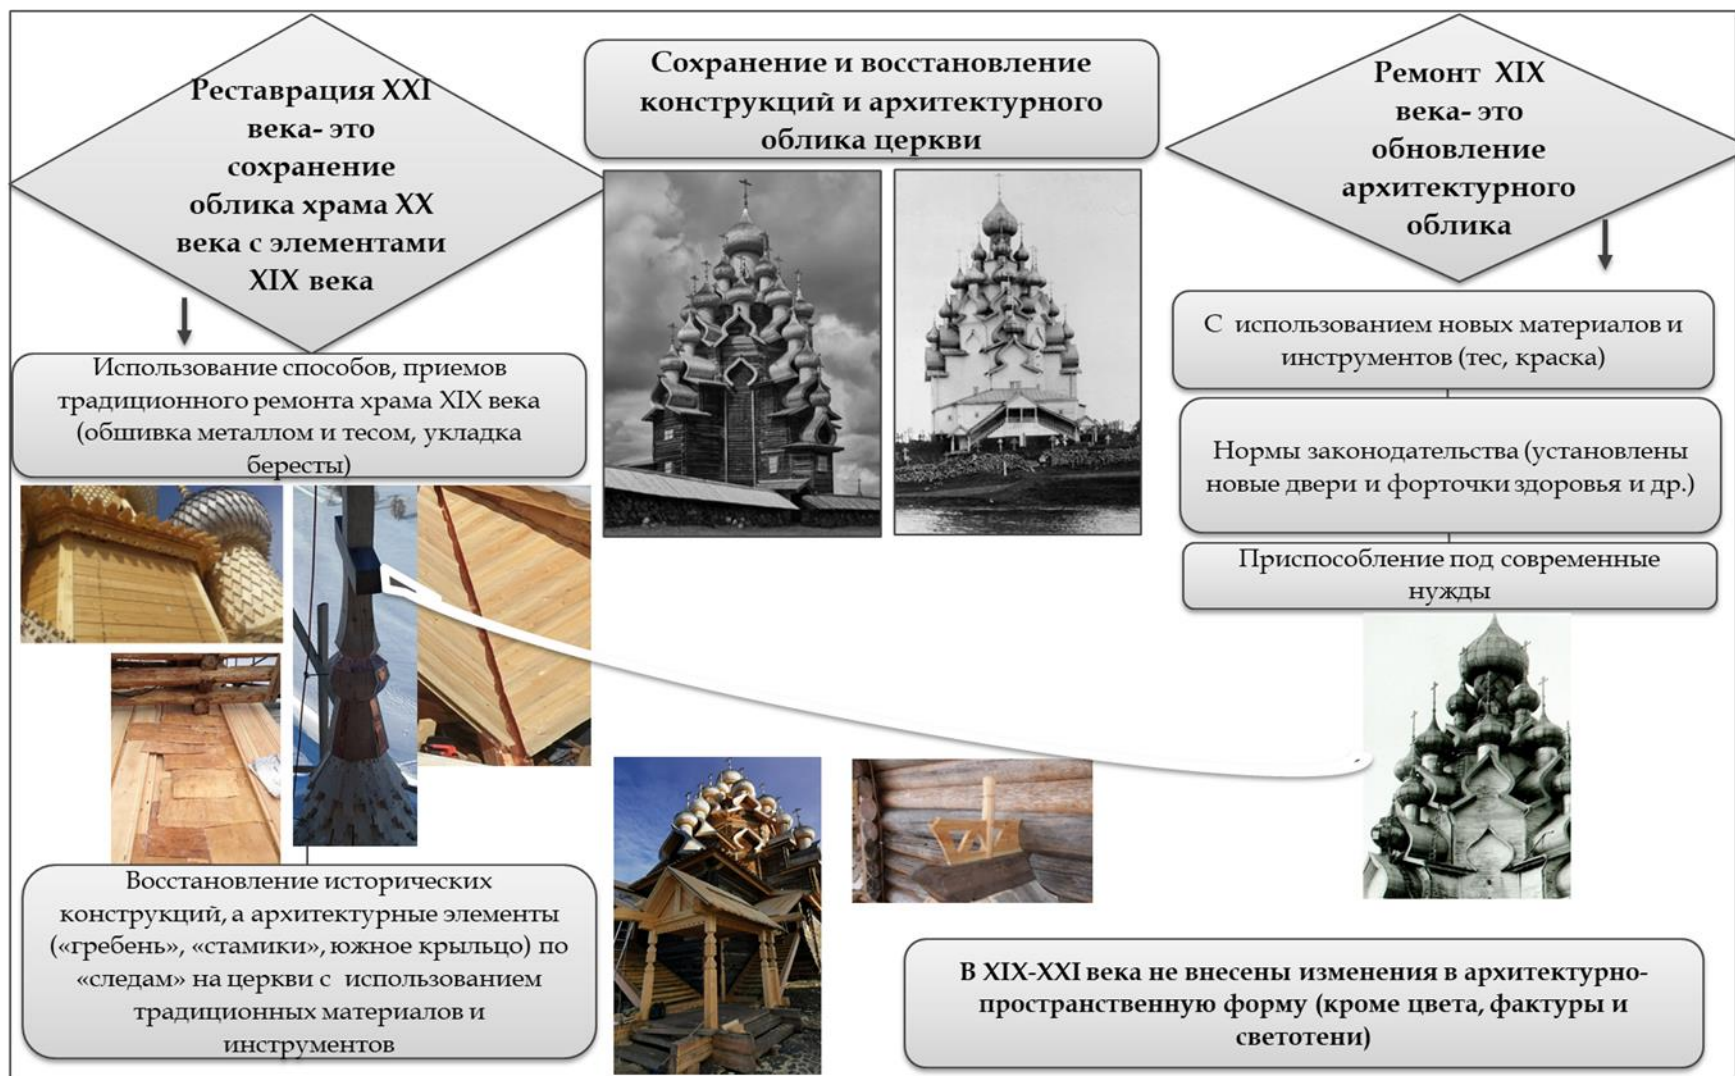 Реставрация XXI
века- это
сохранение
облика храма XX
века с элементами
XIX века
Сохранение и восстановление
конструкций и архитектурного
облика церкви
Ремонт XIX
века- это
обновление
архитектурного
облика
Использование способов, приемов
традиционного ремонта храма XIX века
(обшивка металлом и тесом, укладка
бересты)
С использованием новых материалов и
инструментов (тес, краска)
Нормы законодательства (установлены
новые двери и форточки здоровья и др.)
Приспособление под современные
нужды
Восстановление исторических
конструкций, а архитектурные элементы
(«гребень», «стамики», южное крыльцо) по
«следам» на церкви с использованием
традиционных материалов и
инструментов
В XIX-XXI века не внесены изменения в архитектурно-
пространственную форму (кроме цвета, фактуры и
светотени)